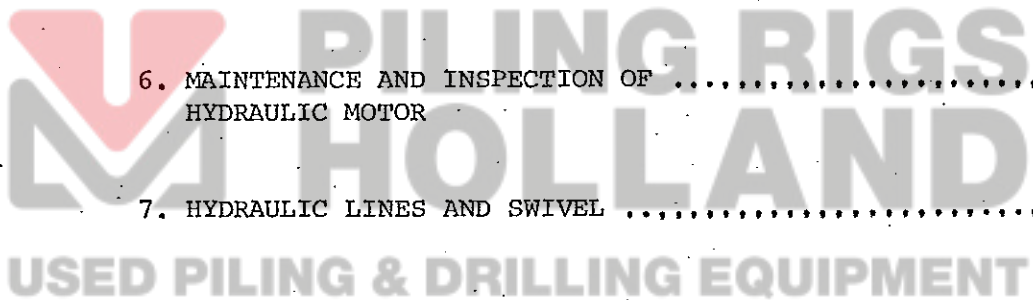 PILING RIGS
6. MAINTENANCE AND INSPECTION OF ........................
HYDRAULIC MOTOR
HOLLAND
7. HYDRAULIC LINES AND SWIVEL ...........................
USED PILING & DRILLING EQUIPMENT